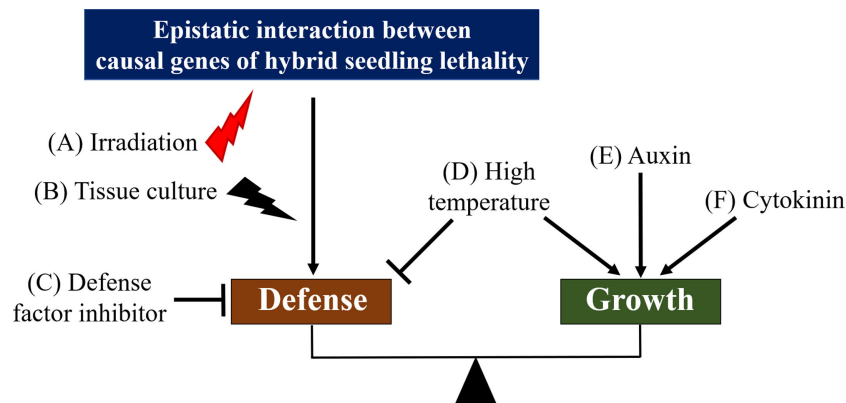 Epistatic interaction between
causal genes of hybrid seedling lethality
(A) Irradiation
(B) Tissue culture
(C) Defense
factor inhibitor
(D) High
temperature
(E) Auxin
(F) Cytokinin
Defense
Growth